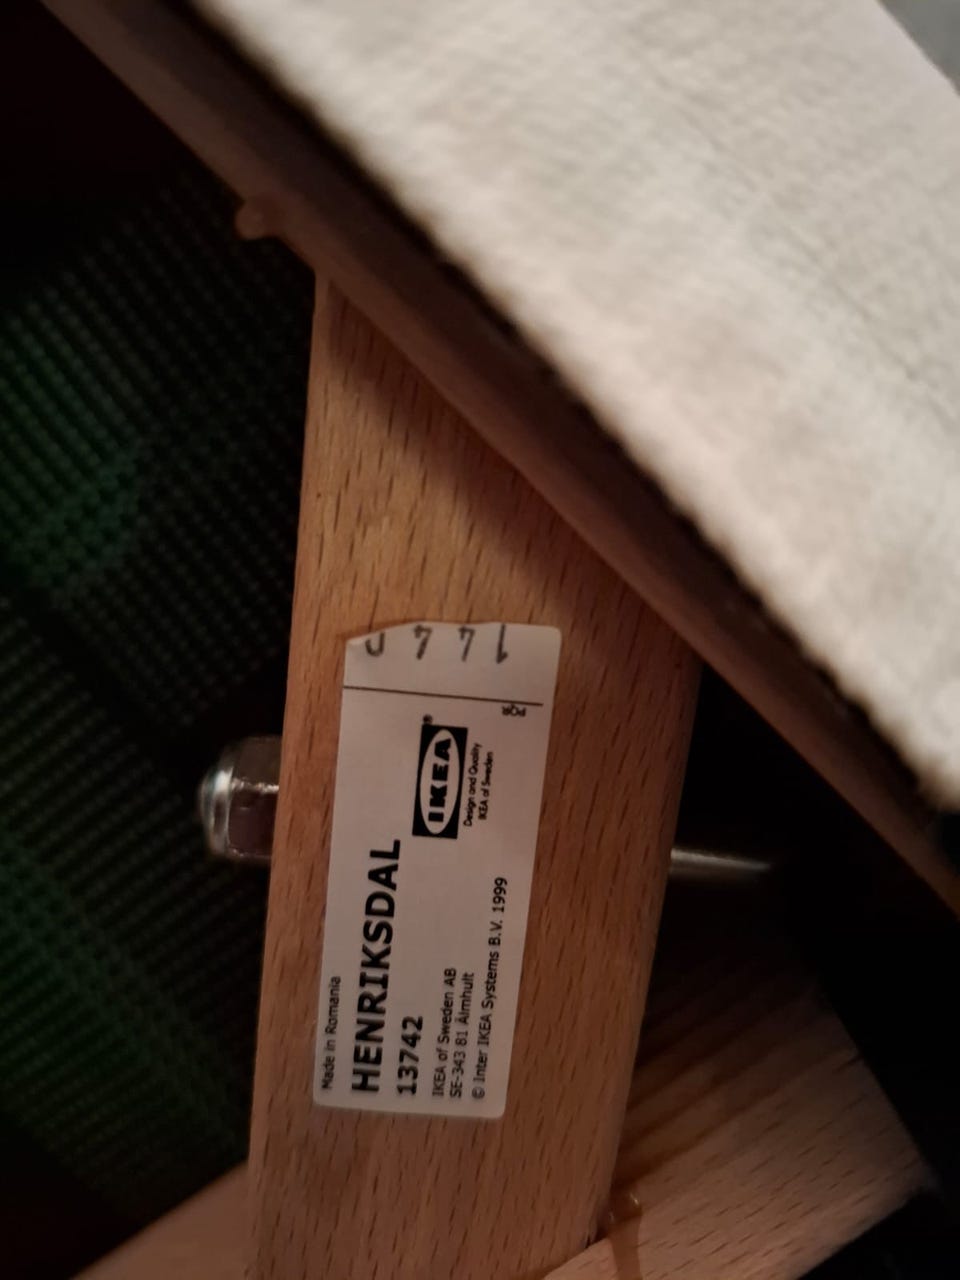 Made in Romania
HENRIKSDAL
13742
IKEA of Sweden AB
SE-343 81 Älmhult
© Inter IKEA Systems B.V. 1999
IKEA®
Design and Quality
IKEA of Sweden